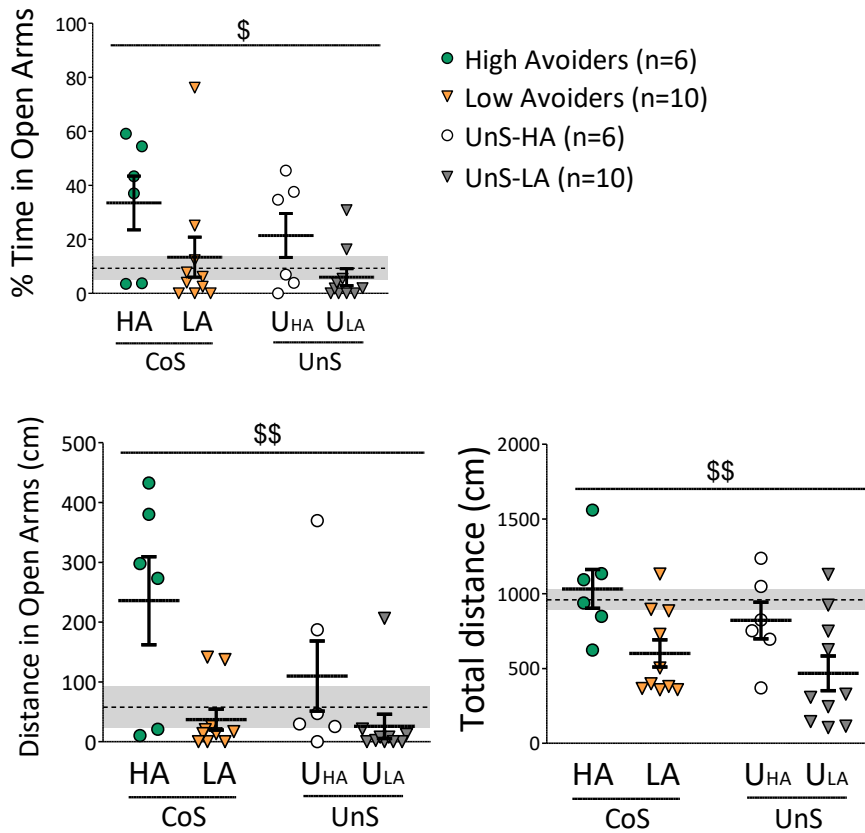 % Time in Open Arms
100
80
60
40
20
0
$
HA LA UHA ULA
CoS UnS
High Avoiders (n=6)
Low Avoiders (n=10)
UnS-HA (n=6)
UnS-LA (n=10)
Distance in Open Arms (cm)
500
400
300
200
100
0
$$
HA LA UHA ULA
CoS UnS
Total distance (cm)
2000
1500
1000
500
0
$$
HA LA UHA ULA
CoS UnS